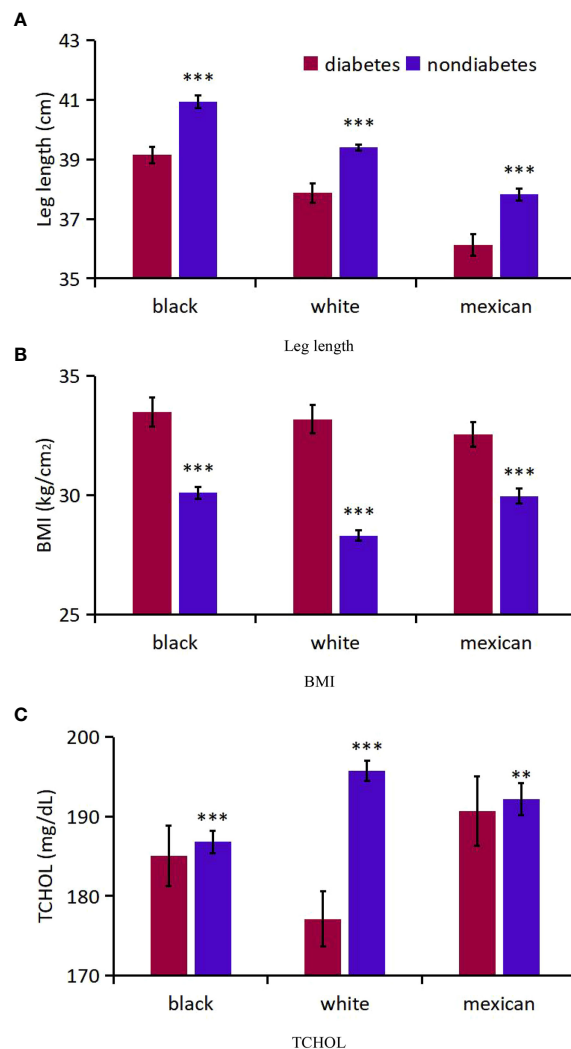 A
43
diabetes nondiabetes
***
41
***
***
39
37
35
Leg length (cm)
black white mexican
Leg length
B
35
***
***
30
***
25
BMI (kg/cm2)
black white mexican
BMI
C
200
***
**
190
***
180
170
TCHOL (mg/dL)
black white mexican
TCHOL